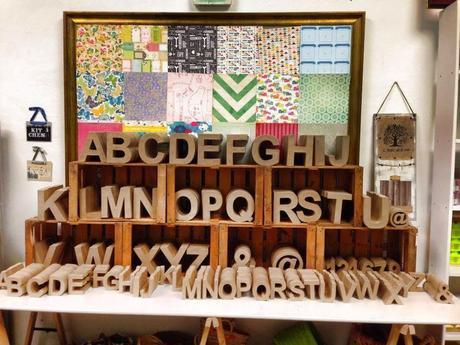 ABCDEFGHIJ
KLMNOPQRSTU@
VWXYZ&@
ABCDEFGHIJKLMNOPQRSTUVWXYZ&
KIT
CHEN